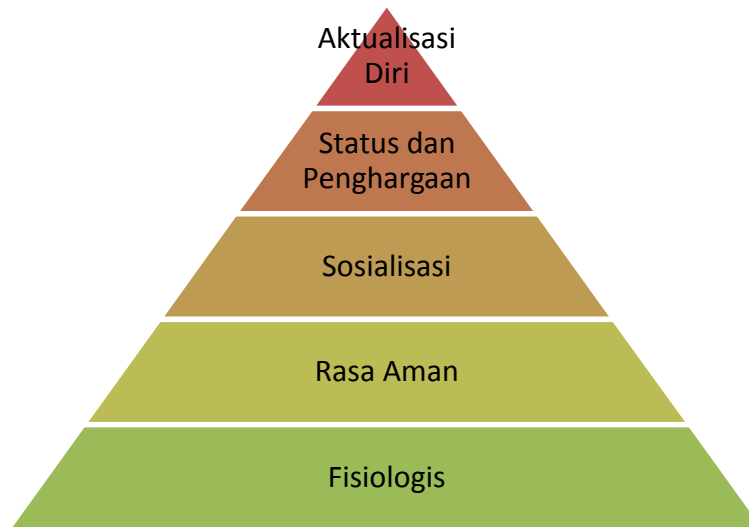 Aktualisasi
Diri
Status dan
Penghargaan
Sosialisasi
Rasa Aman
Fisiologis